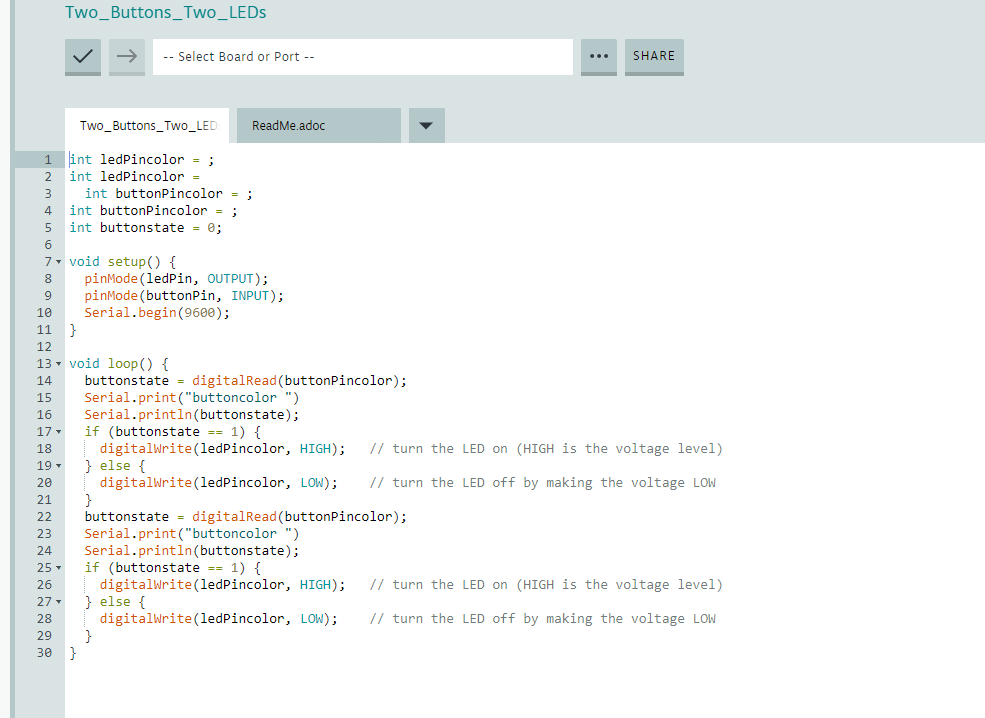 Two_Buttons_Two_LEDs
-- Select Board or Port --
SHARE
Two_Buttons_Two_LED
ReadMe.adoc
1 int ledPincolor = ;
2 int ledPincolor =
3   int buttonPincolor = ;
4 int buttonPincolor = ;
5 int buttonstate = 0;
6
7 void setup() {
8   pinMode(ledPin, OUTPUT);
9   pinMode(buttonPin, INPUT);
10   Serial.begin(9600);
11 }
12
13 void loop() {
14   buttonstate = digitalRead(buttonPincolor);
15   Serial.print("buttoncolor ")
16   Serial.println(buttonstate);
17   if (buttonstate == 1) {
18     digitalWrite(ledPincolor, HIGH);   // turn the LED on (HIGH is the voltage level)
19   } else {
20     digitalWrite(ledPincolor, LOW);    // turn the LED off by making the voltage LOW
21   }
22   buttonstate = digitalRead(buttonPincolor);
23   Serial.print("buttoncolor ")
24   Serial.println(buttonstate);
25   if (buttonstate == 1) {
26     digitalWrite(ledPincolor, HIGH);   // turn the LED on (HIGH is the voltage level)
27   } else {
28     digitalWrite(ledPincolor, LOW);    // turn the LED off by making the voltage LOW
29   }
30 }